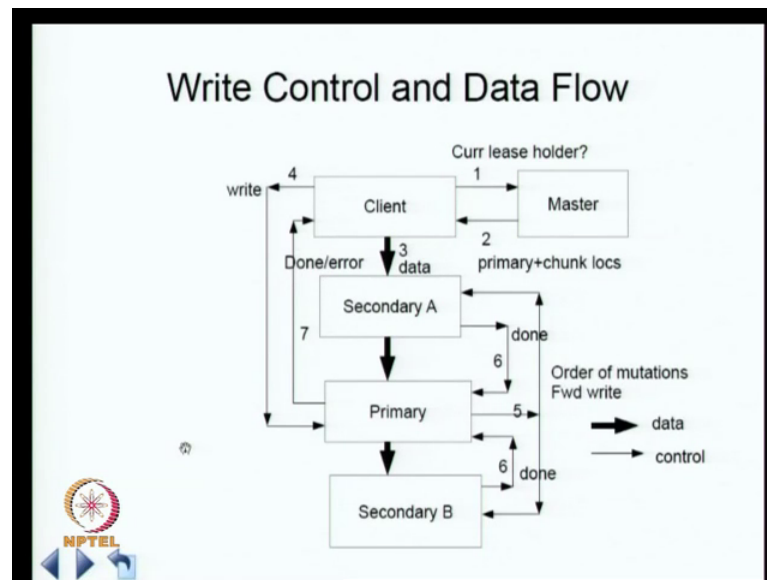 Write Control and Data Flow
Curr lease holder?
4
1
write
Client
Master
2
Done/error
3
data
primary+chunk locs
Secondary A
7
done
6
Order of mutations
Fwd write
Primary
5
data
control
6
done
Secondary B
NPTEL